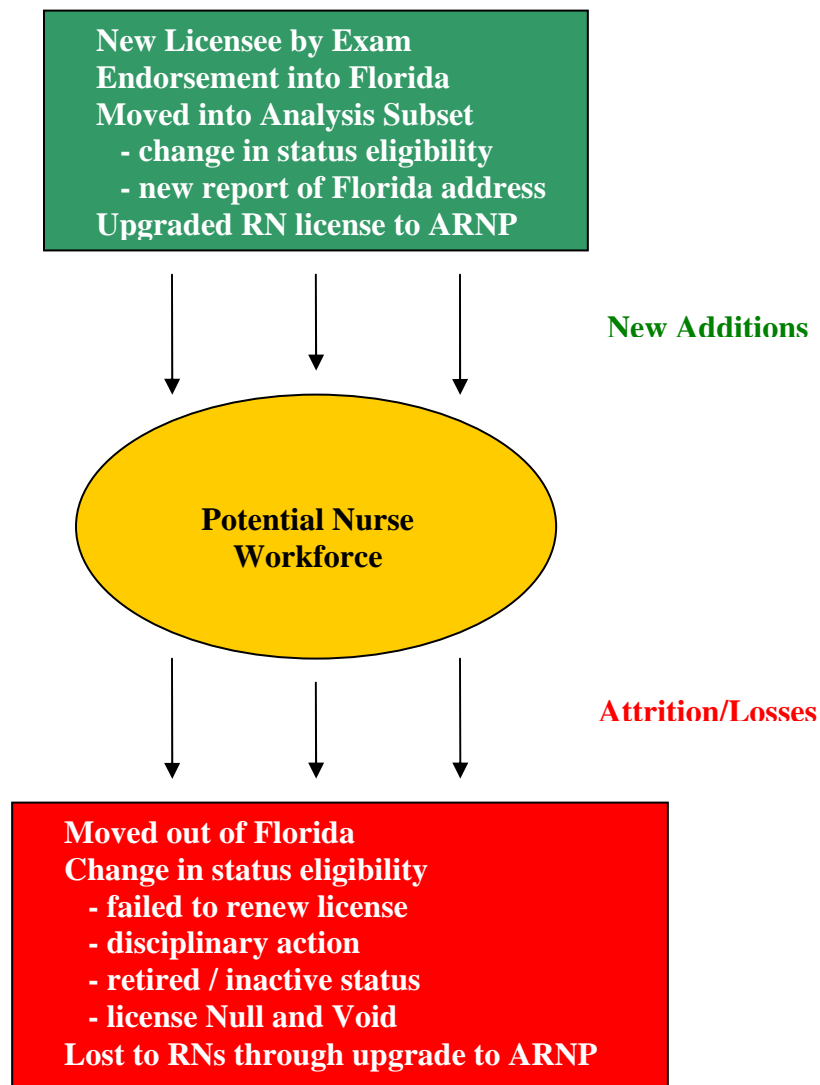 New Licensee by Exam
Endorsement into Florida
Moved into Analysis Subset
- change in status eligibility
- new report of Florida address
Upgraded RN license to ARNP
New Additions
Potential Nurse
Workforce
Attrition/Losses
Moved out of Florida
Change in status eligibility
- failed to renew license
- disciplinary action
- retired / inactive status
- license Null and Void
Lost to RNs through upgrade to ARNP